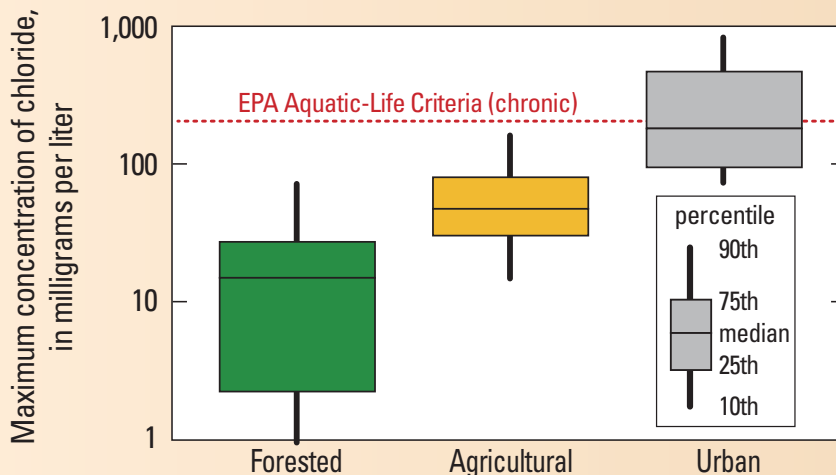 Maximum concentration of chloride,
in milligrams per liter
1,000
100
10
1
EPA Aquatic-Life Criteria (chronic)
percentile
90th
75th
median
25th
10th
Forested Agricultural Urban